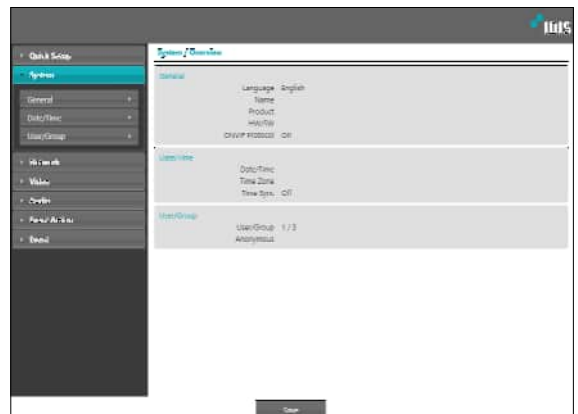 IDIS
Quick Setup
System
General
Date/Time
User/Group
Network
Video
Audio
Event Action
Event
System / Overview
General
Language English
Name
Product
HW/SW
ONVIF Protocol On
Date/Time
Date/Time
Time Zone
Time Sync. Off
User/Group
User/Group 1 / 3
Anonymous
Save